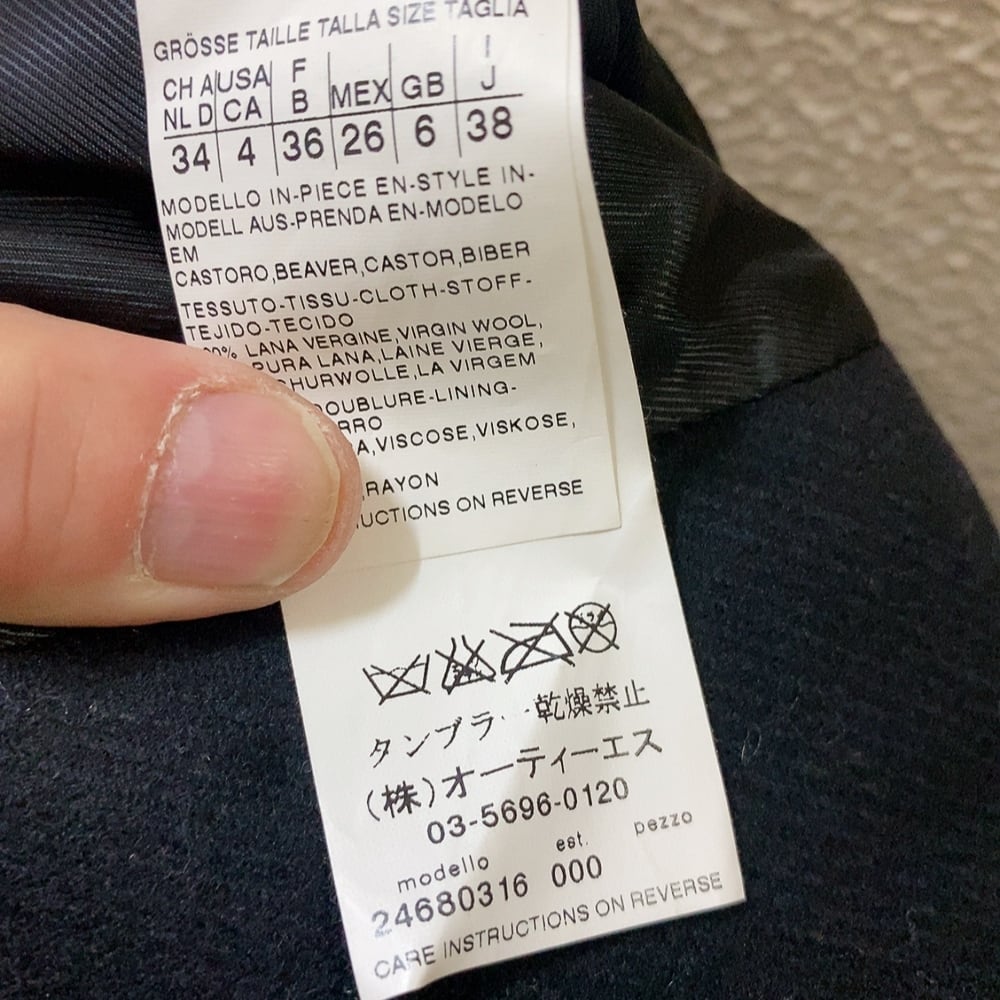 GRÖSSE TAILLE TALLA SIZE TAGLIA
CH A USA F MEX GB I
NL D CA B J
34 4 36 26 6 38
MODELLO IN-PIECE EN-STYLE IN-
MODELL AUS-PRENDA EN-MODELO
EM
CASTORO,BEAVER,CASTOR,BIBER
TESSUTO-TISSU-CLOTH-STOFF-
TEJIDO-TECIDO
LANA VERGINE,VIRGIN WOOL,
PURA LANA,LAINE VIERGE,
LA VIRGEM
LINING-
VISCOSE,VISKOSE,
RAYON
ON REVERSE
タンブラ・・乾燥禁止
(株)オーティーエス
03-5696-0120
modello est. pezzo
24680316 000
CARE INSTRUCTIONS ON REVERSE